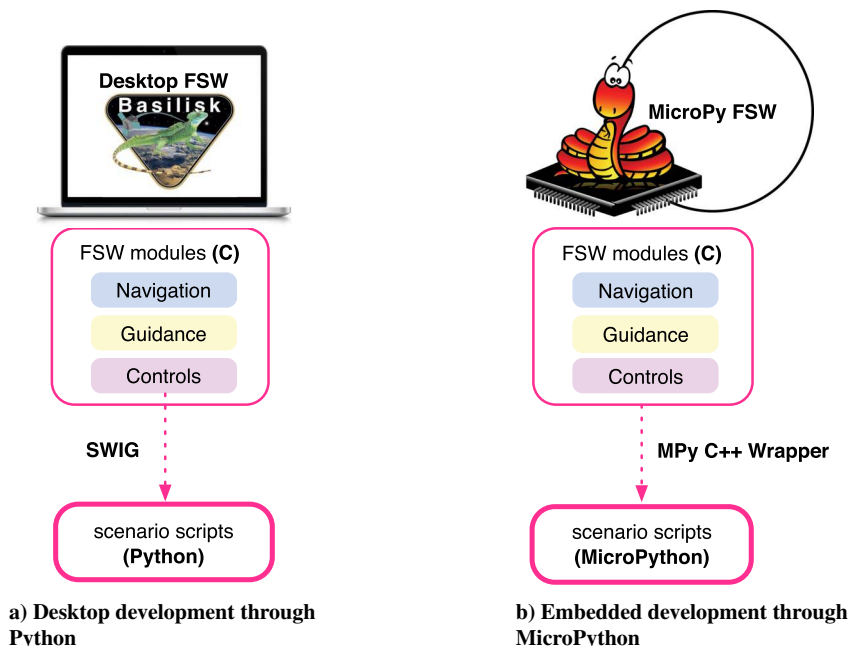 Desktop FSW
Basilisk
FSW modules (C)
Navigation
Guidance
Controls
SWIG
scenario scripts
(Python)
a) Desktop development through
Python
MicroPy FSW
FSW modules (C)
Navigation
Guidance
Controls
MPy C++ Wrapper
scenario scripts
(MicroPython)
b) Embedded development through
MicroPython